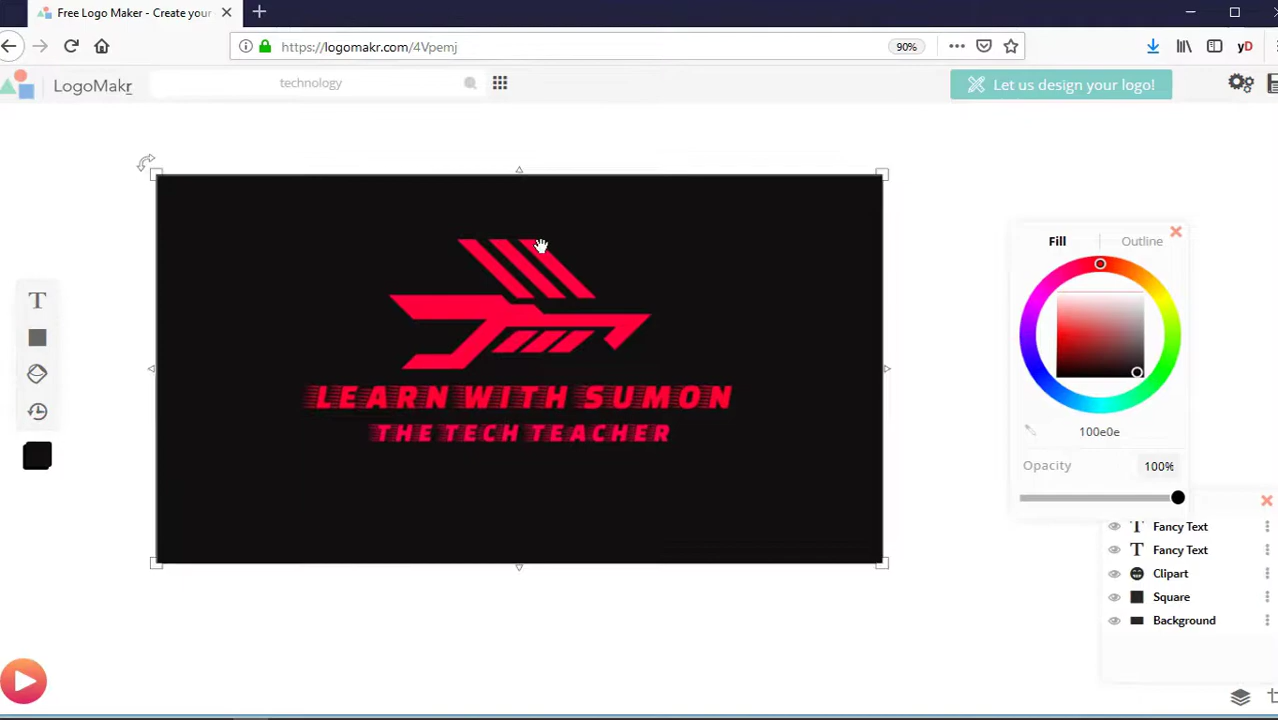 Free Logo Maker - Create your
https://logomakr.com/4Vpemj
90%
yD
LogoMakr
technology
Let us design your logo!
Fill
Outline
T
LEARN WITH SUMON
THE TECH TEACHER
100e0e
Opacity
100%
T Fancy Text
T Fancy Text
Clipart
Square
Background